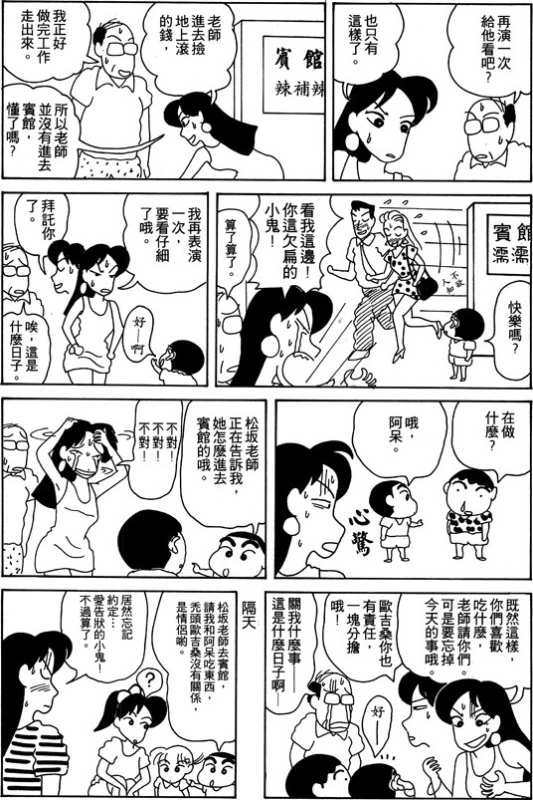 再演一次
給他看吧？
也只有
這樣了。
賓館
辣補辣
老師
進去撿
地上滾
的錢，
我正好
做完工作
走出來。
所以老師
並沒有進去
賓館，
懂了嗎？
賓館
濡濡
快樂嗎？
看我這邊！
你這欠扁的
小鬼！
算了算了。
我再表演
一次，
要看仔細
了哦。
拜託你
了。
好—啊
唉，這是
什麼日子。
在做
什麼？
哦，
阿呆。
心驚
松坂老師
正在告訴我，
她怎麼進去
賓館的哦。
不對！
不對！
不對！
既然這樣，
你們喜歡
吃什麼，
老師請你們。
可是要忘掉
今天的事哦。
歐吉桑你也
有責任，
一塊分擔
哦！
好—
關我什麼事——
這是什麼日子啊——
隔天
松坂老師去賓館，
請我和阿呆吃東西，
禿頭歐吉桑沒有關係，
是情侶啲。
？
居然忘記
約定…
愛告狀的小鬼！
不過算了。